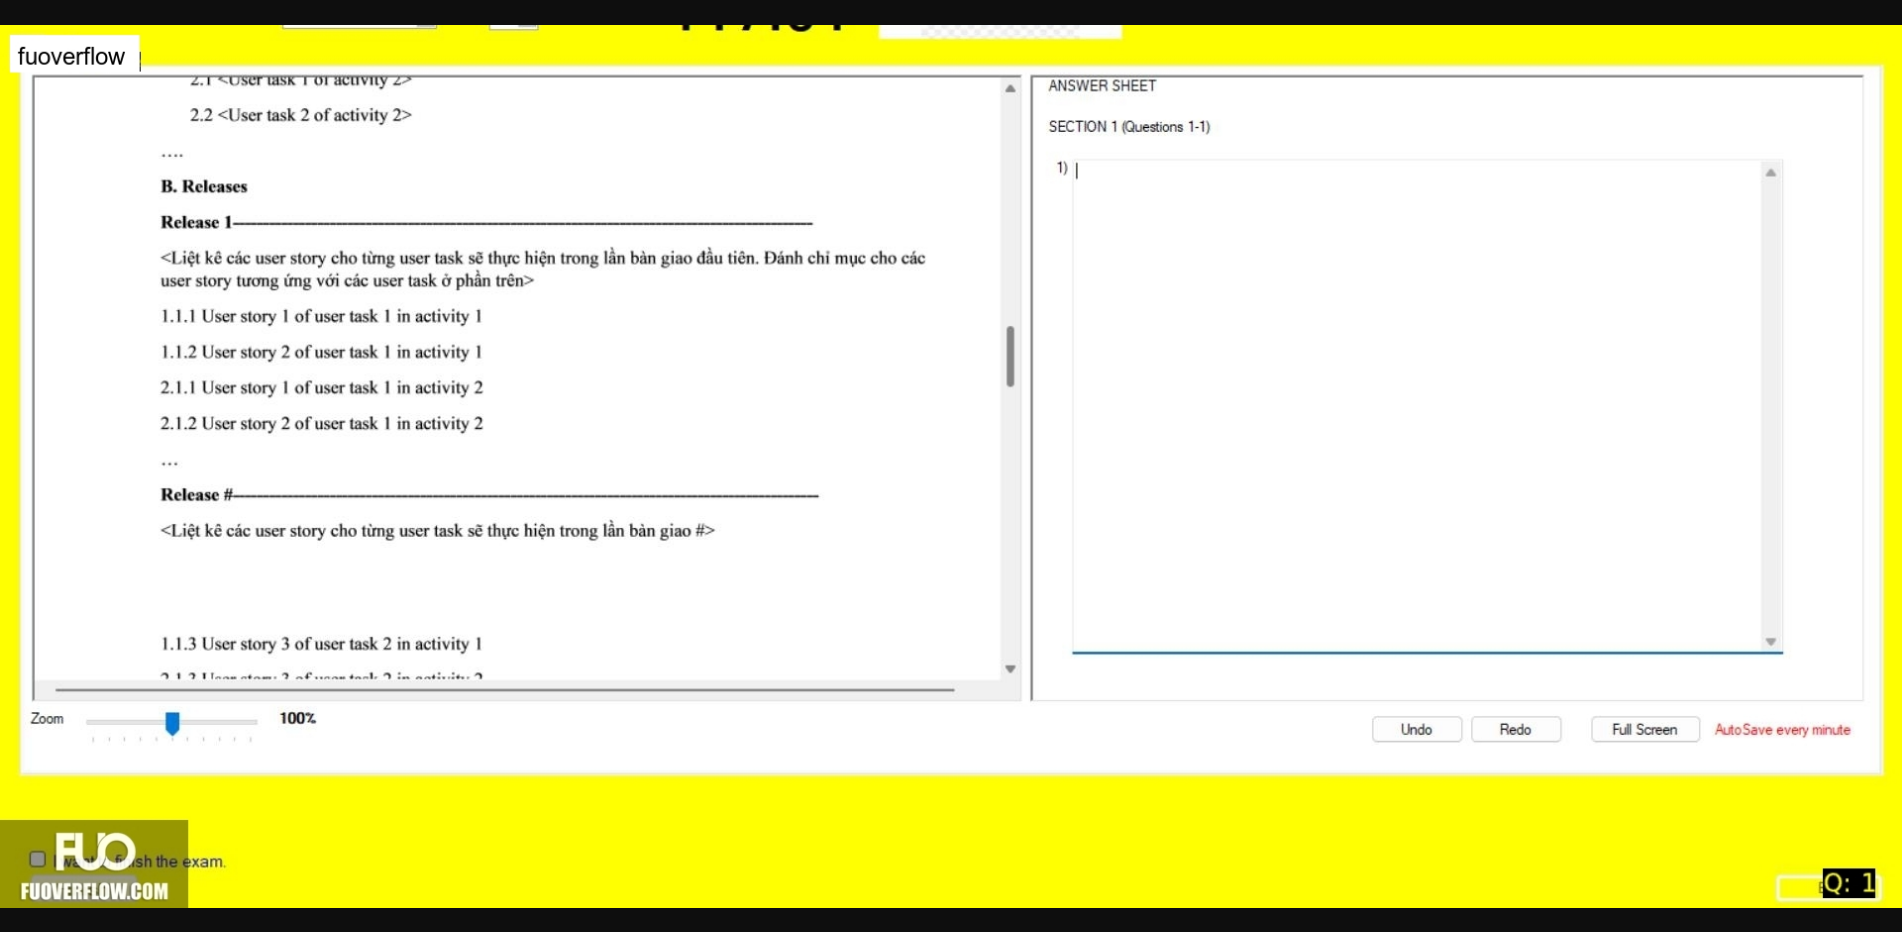 fuoverflow
2.1 <User task 1 of activity 2>
2.2 <User task 2 of activity 2>
....
B. Releases
Release 1
<Liệt kê các user story cho từng user task sẽ thực hiện trong lần bàn giao đầu tiên. Đánh chỉ mục cho các
user story tương ứng với các user task ở phần trên>
1.1.1 User story 1 of user task 1 in activity 1
1.1.2 User story 2 of user task 1 in activity 1
2.1.1 User story 1 of user task 1 in activity 2
2.1.2 User story 2 of user task 1 in activity 2
...
Release #
<Liệt kê các user story cho từng user task sẽ thực hiện trong lần bàn giao #>
1.1.3 User story 3 of user task 2 in activity 1
Zoom
100%
ANSWER SHEET
SECTION 1 (Questions 1-1)
1)
Undo
Redo
Full Screen
AutoSave every minute
FUO
the exam.
FUOVERFLOW.COM
Q: 1